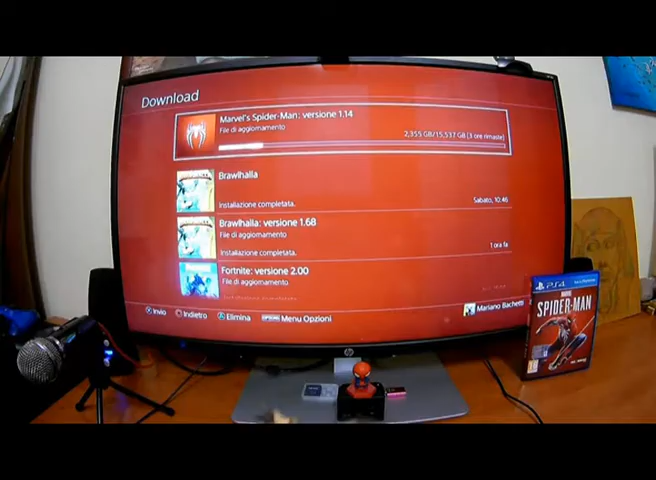 Download
Marvel's Spider-Man: versione 1.14
File di aggiornamento
2,355 GB/15,537 GB (3 ore rimaste)
Brawlhalla
Installazione completata.
Sabato, 10:46
Brawlhalla: versione 1.68
File di aggiornamento
Installazione completata.
1 ora fa
Fortnite: versione 2.00
File di aggiornamento
Invio
Indietro
Elimina
OPTIONS Menu Opzioni
Mariano Bachetti
hp
PS4
MARVEL
SPIDER-MAN